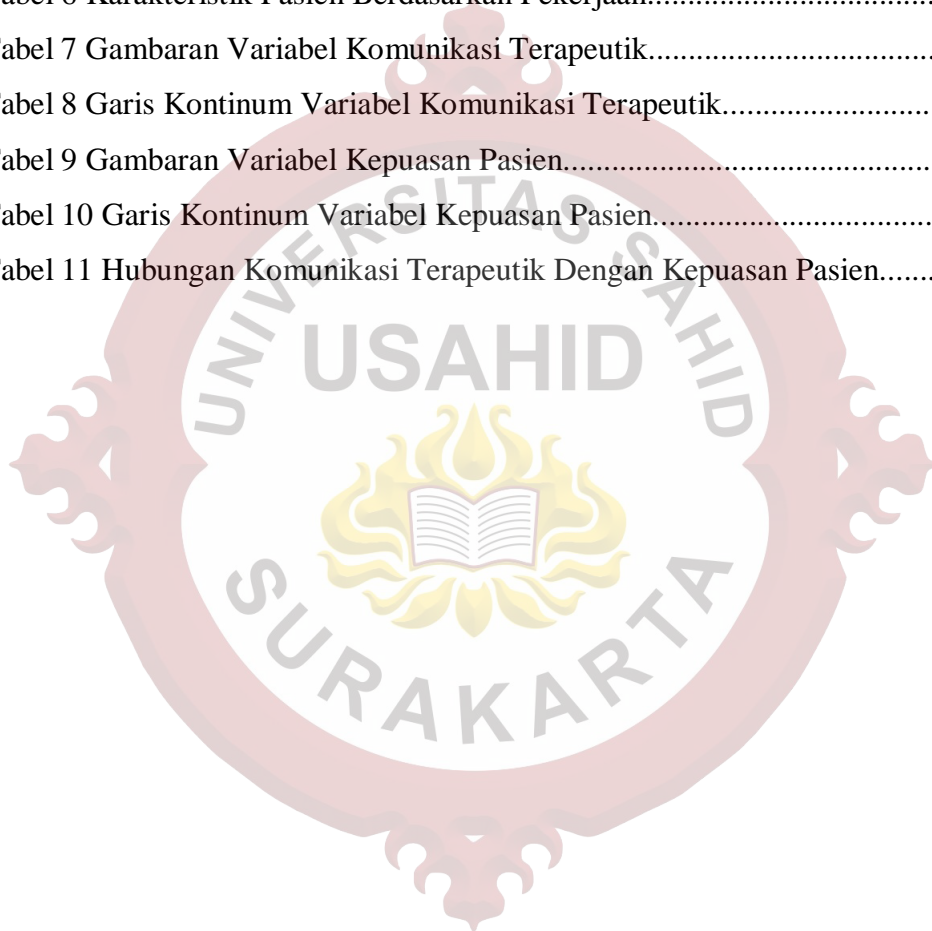 Tabel 6 Karakteristik Pasien Berdasarkan Pekerjaan....................................
abel 7 Gambaran Variabel Komunikasi Terapeutik....................................
abel 8 Garis Kontinum Variabel Komunikasi Terapeutik..........................
abel 9 Gambaran Variabel Kepuasan Pasien..............................................
abel 10 Garis Kontinum Variabel Kepuasan Pasien...................................
abel 11 Hubungan Komunikasi Terapeutik Dengan Kepuasan Pasien.......
UNIVERSITAS SAHID
USAHID
SURAKARTA